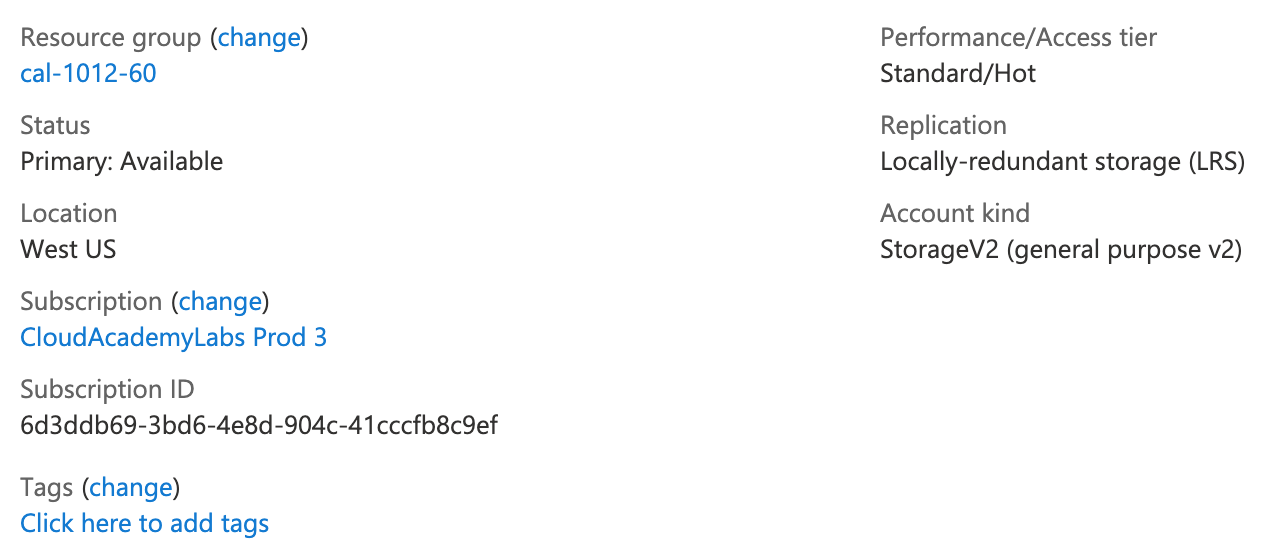 Resource group (change)
cal-1012-60
Status
Primary: Available
Location
West US
Subscription (change)
CloudAcademyLabs Prod 3
Subscription ID
6d3ddb69-3bd6-4e8d-904c-41cccfb8c9ef
Tags (change)
Click here to add tags
Performance/Access tier
Standard/Hot
Replication
Locally-redundant storage (LRS)
Account kind
StorageV2 (general purpose v2)